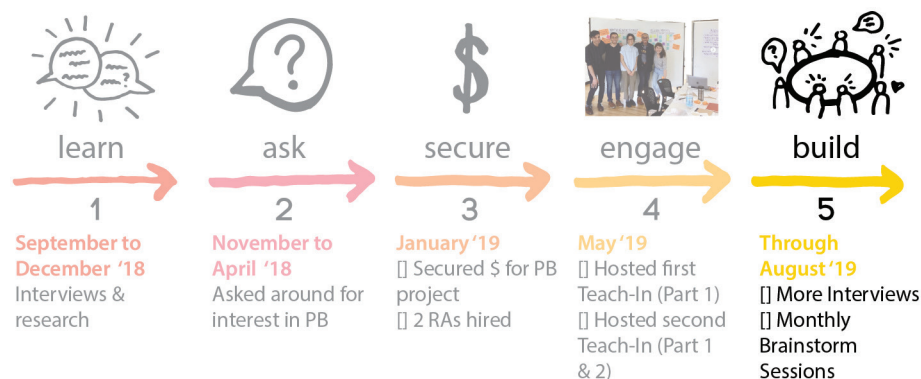 learn
1
September to
December ‘18
Interviews &
research
ask
2
November to
April ‘18
Asked around for
interest in PB
secure
3
January ‘19
[] Secured $ for PB
project
[] 2 RAs hired
engage
4
May ‘19
[] Hosted first
Teach-In (Part 1)
[] Hosted second
Teach-In (Part 1
& 2)
build
5
Through
August ‘19
[] More Interviews
[] Monthly
Brainstorm
Sessions